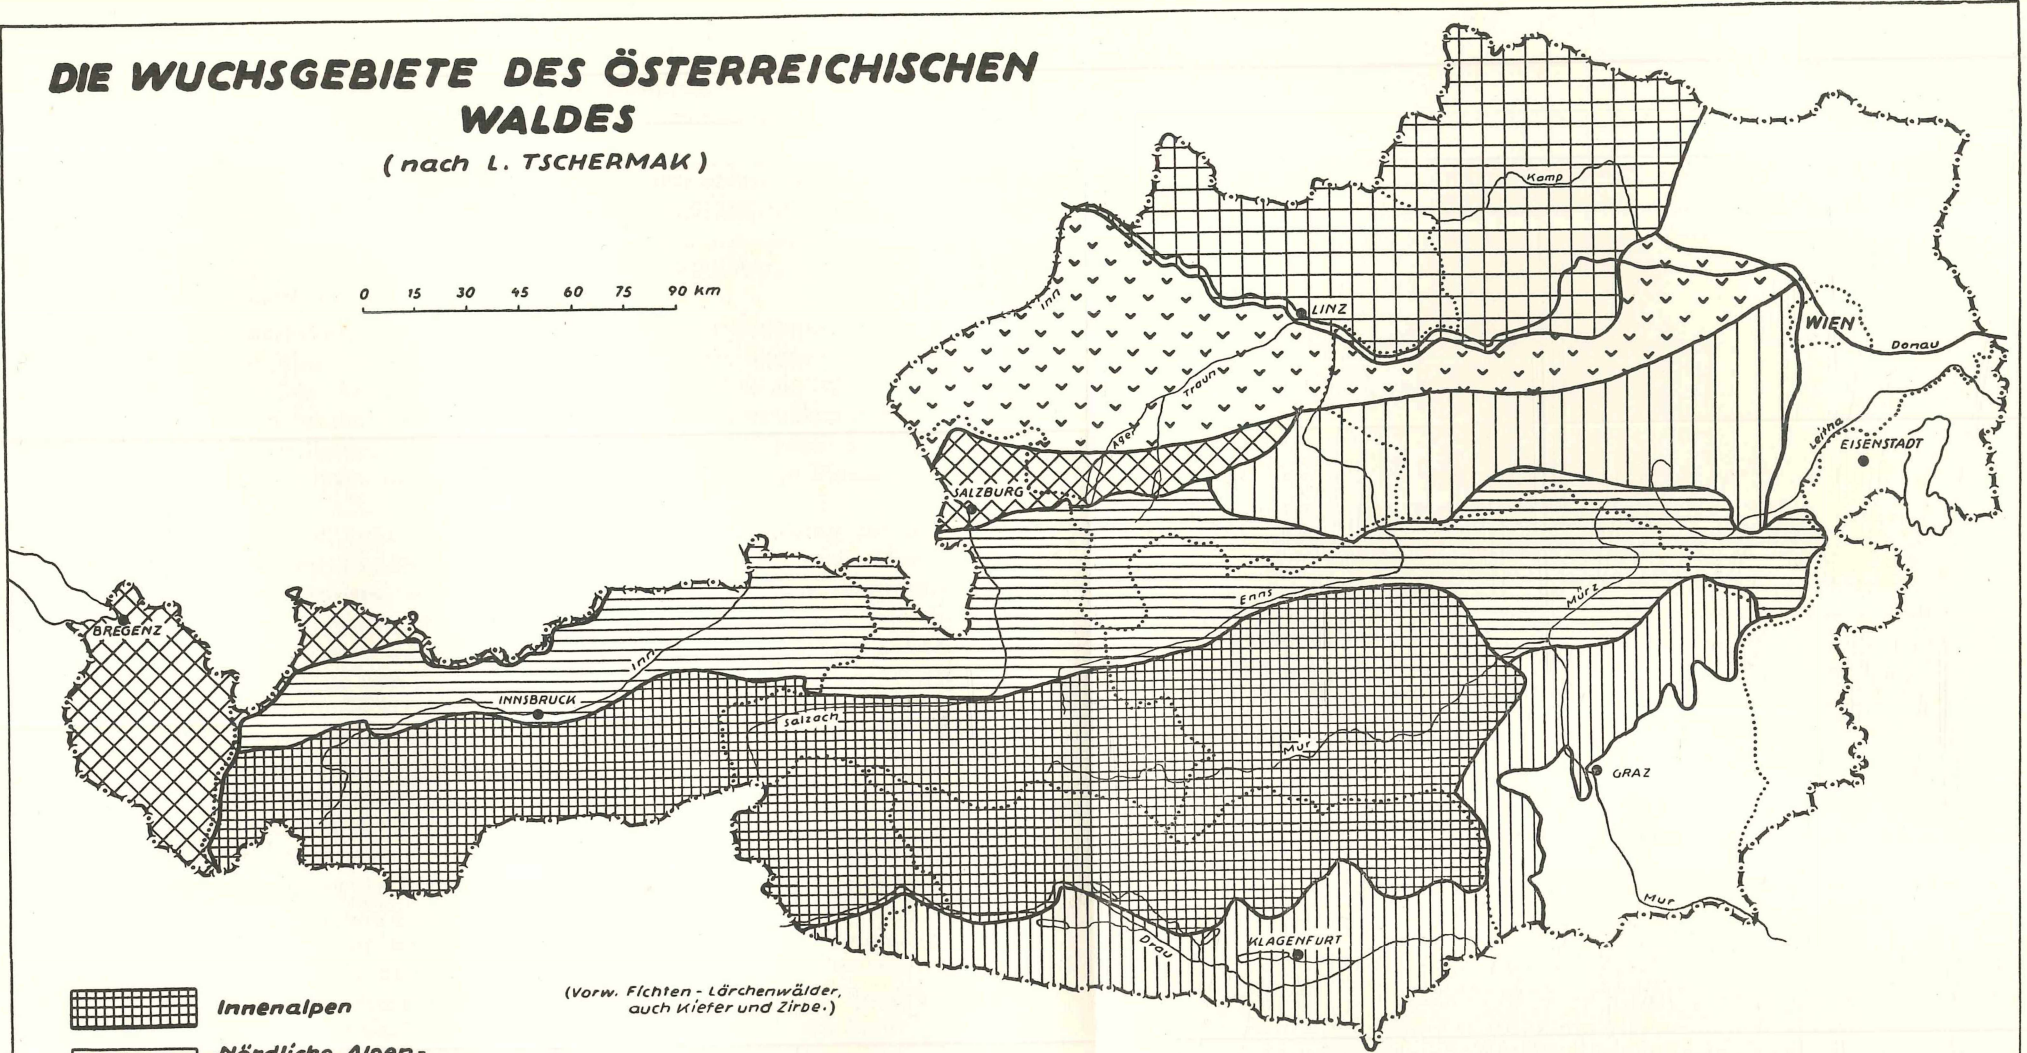 DIE WUCHSGEBIETE DES ÖSTERREICHISCHEN
WALDES
(nach L. TSCHERMAK)
0 15 30 45 60 75 90 km
Kamp
Inn
LINZ
WIEN
Donau
Traun
Ager
Leitha
EISENSTADT
SALZBURG
Enns
Mürz
BREGENZ
Inn
INNSBRUCK
Salzach
Mur
GRAZ
Mur
KLAGENFURT
Drau
Innenalpen
(Vorw. Fichten-Lärchenwälder,
auch Kiefer und Zirbe.)
Nördliche Alpen-